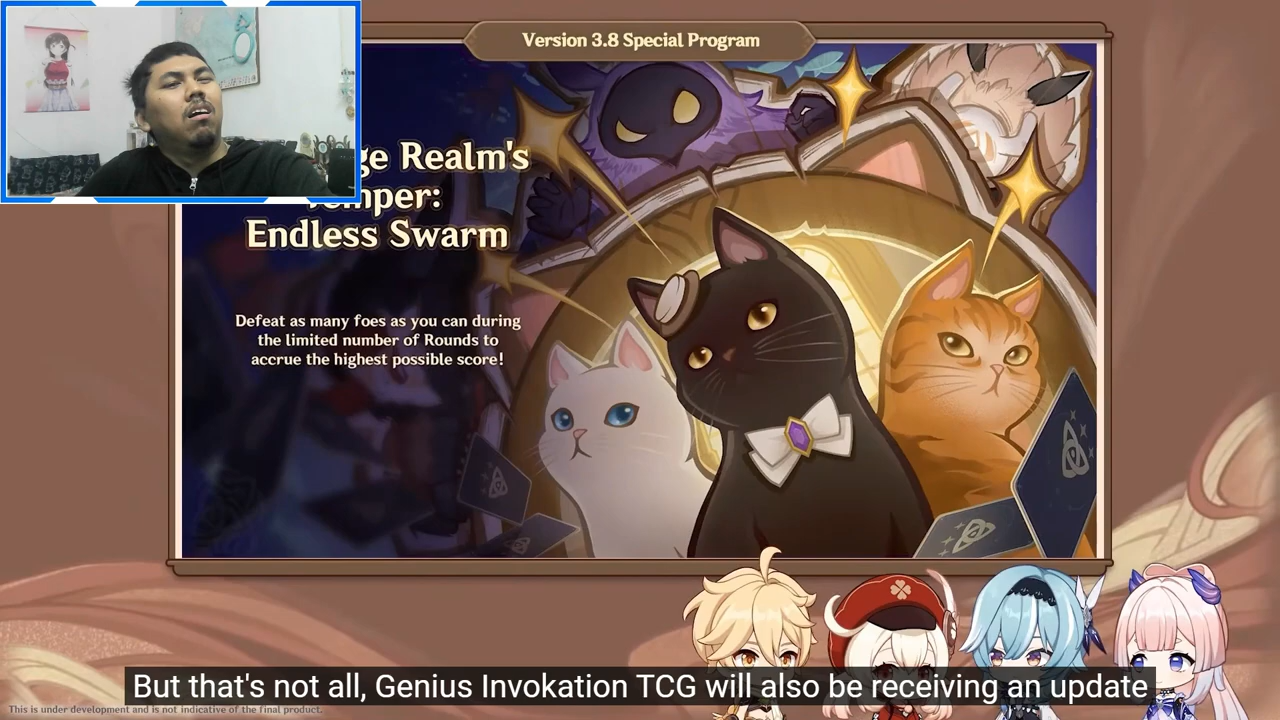 Version 3.8 Special Program
ge Realm's
mper:
Endless Swarm
Defeat as many foes as you can during
the limited number of Rounds to
accrue the highest possible score!
But that's not all, Genius Invokation TCG will also be receiving an update
This is under development and is not indicative of the final product.